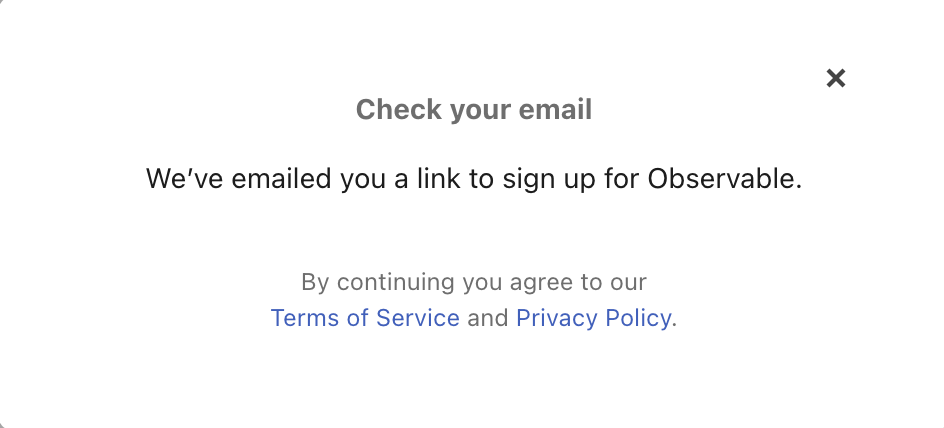 Check your email
We’ve emailed you a link to sign up for Observable.
By continuing you agree to our
Terms of Service and Privacy Policy.